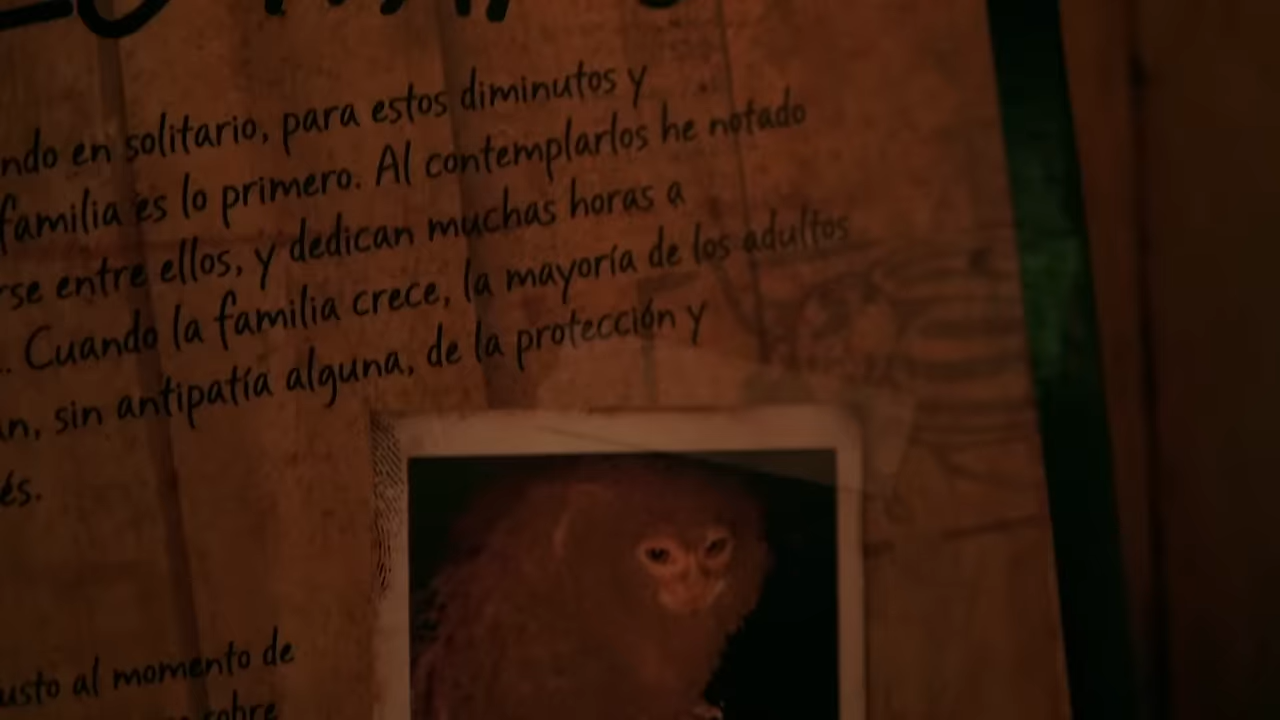 ndo en solitario, para estos diminutos y
familia es lo primero. Al contemplarlos he notado
rse entre ellos, y dedican muchas horas a
. Cuando la familia crece, la mayoría de los adultos
an, sin antipatía alguna, de la protección y
és.
usto al momento de
sobre